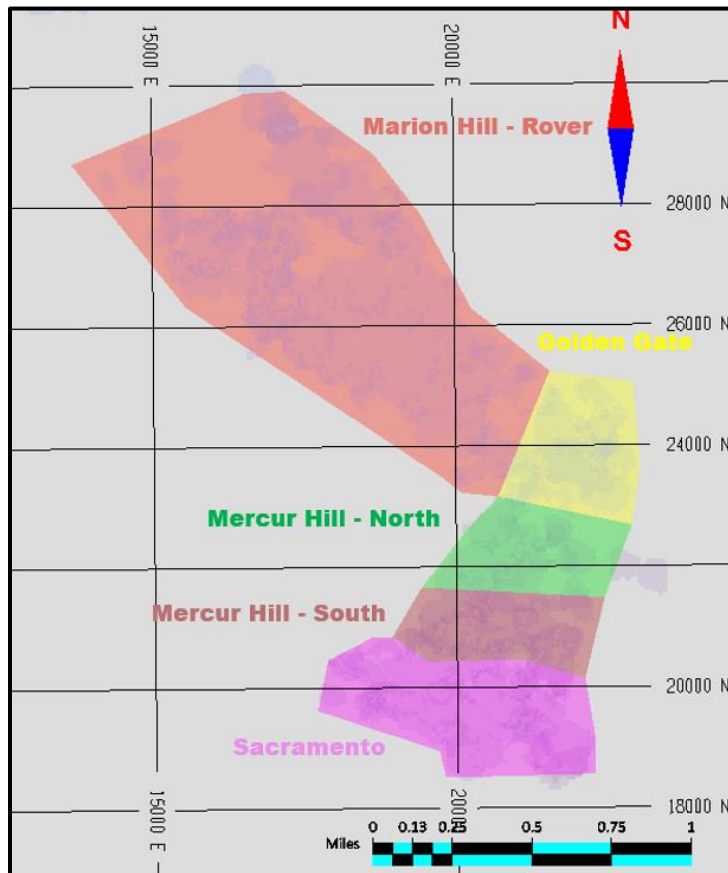 N
15000 E
20000 E
Marion Hill - Rover
28000 N
S
26000 N
Golden Gate
24000 N
Mercur Hill - North
Mercur Hill - South
20000 N
Sacramento
15000 E
20000
18000 N
0 0.13 0.25 0.5 0.75 1
Miles